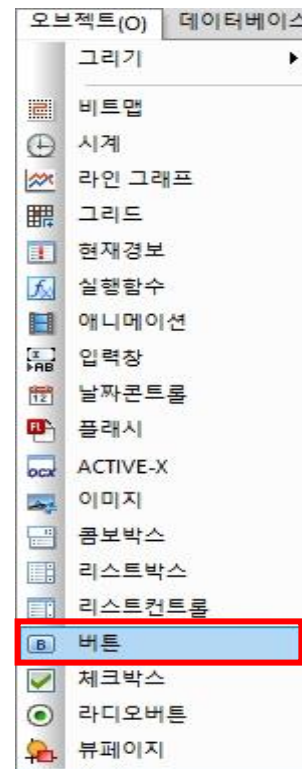 오브젝트(O) 데이터베이스
그리기
비트맵
시계
라인 그래프
그리드
현재경보
실행함수
애니메이션
입력창
날짜콘트롤
플래시
ACTIVE-X
이미지
콤보박스
리스트박스
리스트컨트롤
버튼
체크박스
라디오버튼
뷰페이지